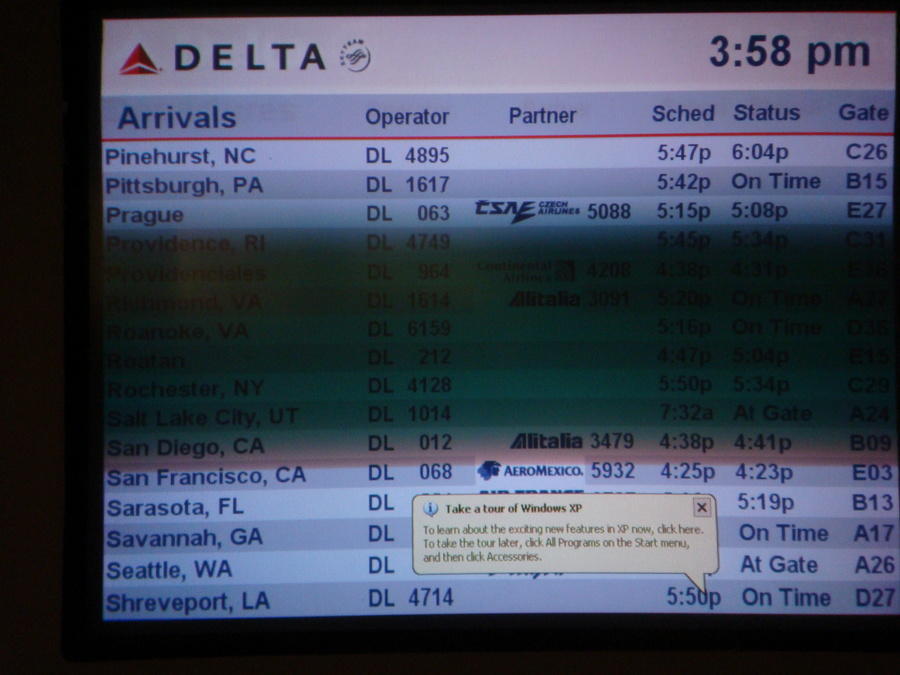 DELTA SKYTEAM 3:58 pm
Arrivals Operator Partner Sched Status Gate
Pinehurst, NC DL 4895 5:47p 6:04p C26
Pittsburgh, PA DL 1617 5:42p On Time B15
Prague DL 063 CSA CZECH AIRLINES 5088 5:15p 5:08p E27
Providence, RI DL 4749 5:45p 5:34p C31
Providenciales DL 964 Continental Airlines 4208 4:38p 4:31p
Richmond, VA DL 1614 Alitalia 3091 5:20p On Time A27
Roanoke, VA DL 6159 5:16p On Time D36
Roatan DL 212 4:47p 5:04p E15
Rochester, NY DL 4128 5:50p 5:34p C29
Salt Lake City, UT DL 1014 7:32a At Gate A24
San Diego, CA DL 012 Alitalia 3479 4:38p 4:41p B09
San Francisco, CA DL 068 AEROMEXICO. 5932 4:25p 4:23p E03
Sarasota, FL DL AIR FRANCE 5:19p B13
Savannah, GA DL On Time A17
Seattle, WA DL At Gate A26
Shreveport, LA DL 4714 5:50p On Time D27
Take a tour of Windows XP
To learn about the exciting new features in XP now, click here.
To take the tour later, click All Programs on the Start menu,
and then click Accessories.